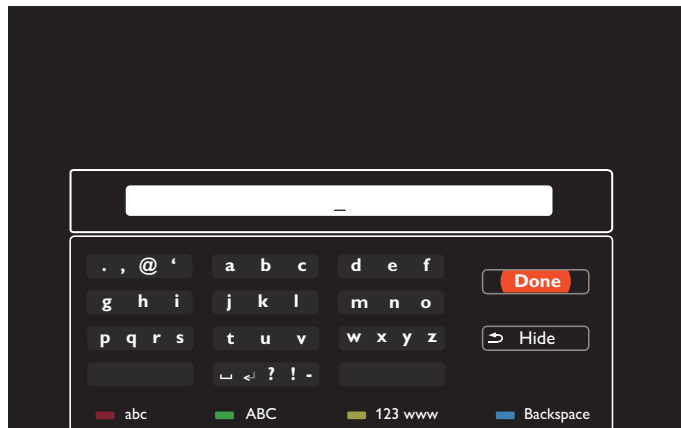 _
. , @ ‘ a b c d e f
Done
g h i j k l m n o
p q r s t u v w x y z
Hide
␣ ↲ ? ! -
abc ABC 123 www Backspace